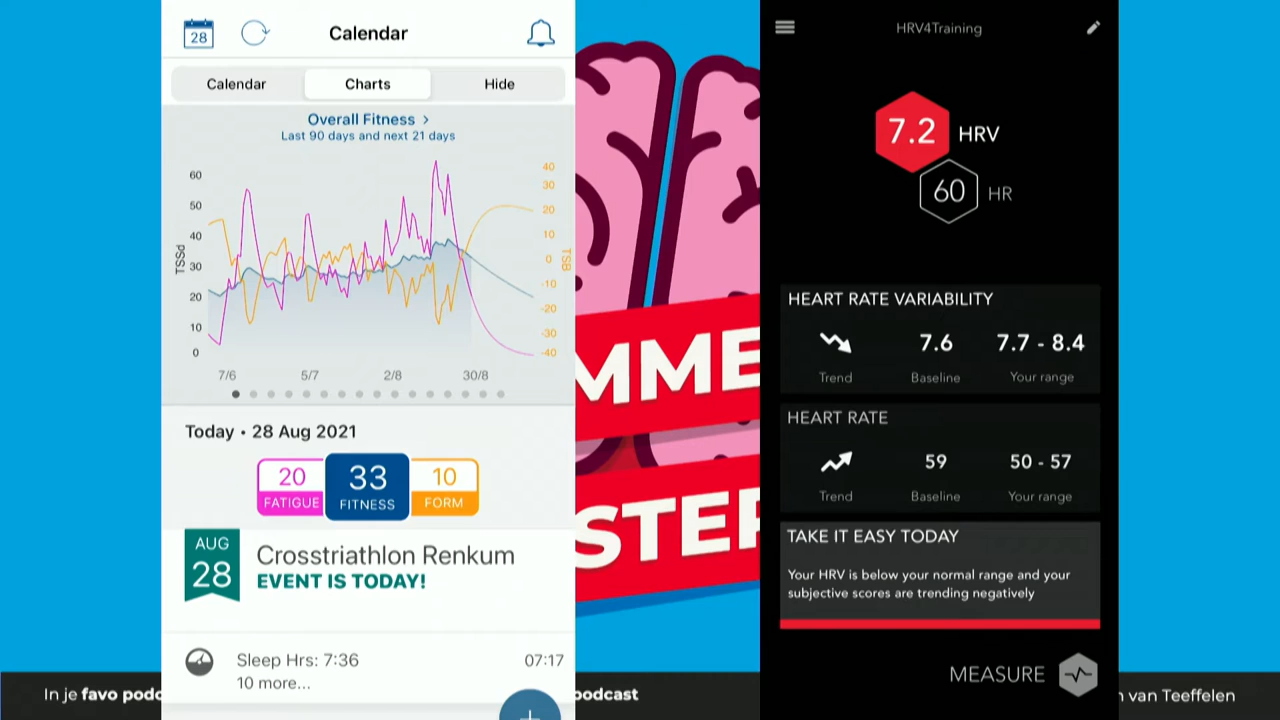 28
Calendar
Calendar
Charts
Hide
Overall Fitness >
Last 90 days and next 21 days
60
50
40
30
20
10
0
TSSd
40
30
20
10
0
-10
-20
-30
-40
TSB
7/6
5/7
2/8
30/8
Today • 28 Aug 2021
20
FATIGUE
33
FITNESS
10
FORM
AUG
28
Crosstriathlon Renkum
EVENT IS TODAY!
Sleep Hrs: 7:36
07:17
10 more...
+
MME
STEP
HRV4Training
7.2 HRV
60 HR
HEART RATE VARIABILITY
7.6
7.7 - 8.4
Trend
Baseline
Your range
HEART RATE
59
50 - 57
Trend
Baseline
Your range
TAKE IT EASY TODAY
Your HRV is below your normal range and your
subjective scores are trending negatively
MEASURE
In je favo podc
podcast
n van Teeffelen